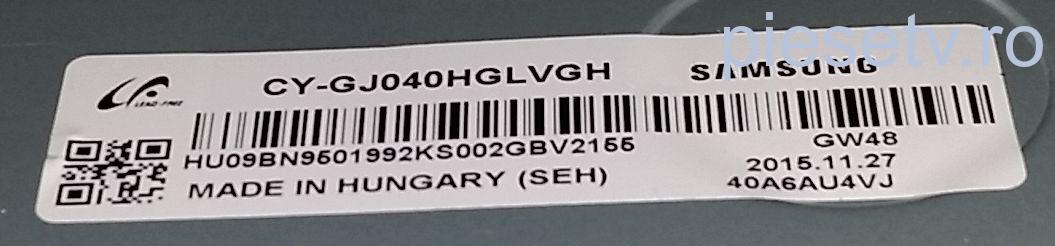 piesetv.ro
CY-GJ040HGLVGH
SAMSUNG
LEAD-FREE
HU09BN9501992KS002GBV2155
GW48
2015.11.27
MADE IN HUNGARY (SEH)
40A6AU4VJ